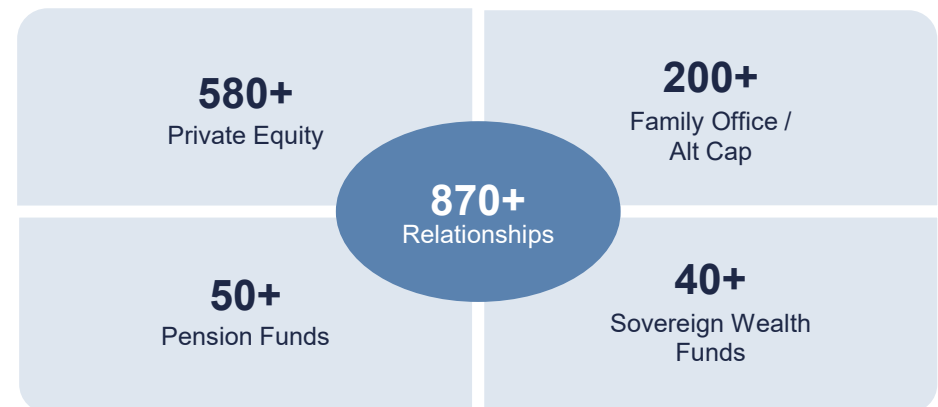 580+
Private Equity
200+
Family Office /
Alt Cap
870+
Relationships
50+
Pension Funds
40+
Sovereign Wealth
Funds